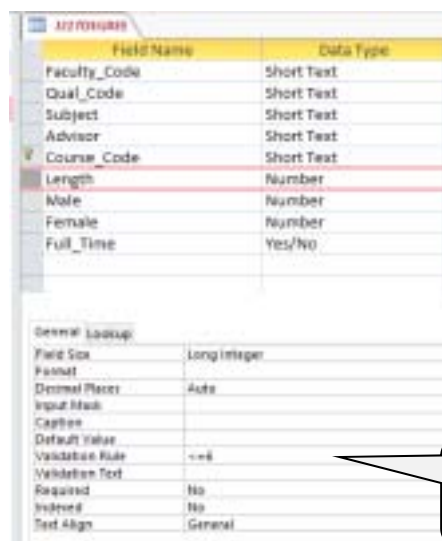 Field Name Data Type
Faculty_Code Short Text
Qual_Code Short Text
Subject Short Text
Advisor Short Text
Course_Code Short Text
Length Number
Male Number
Female Number
Full_Time Yes/No
General Lookup
Field Size Long Integer
Format
Decimal Places Auto
Input Mask
Caption
Default Value
Validation Rule <=6
Validation Text
Required No
Indexed No
Text Align General